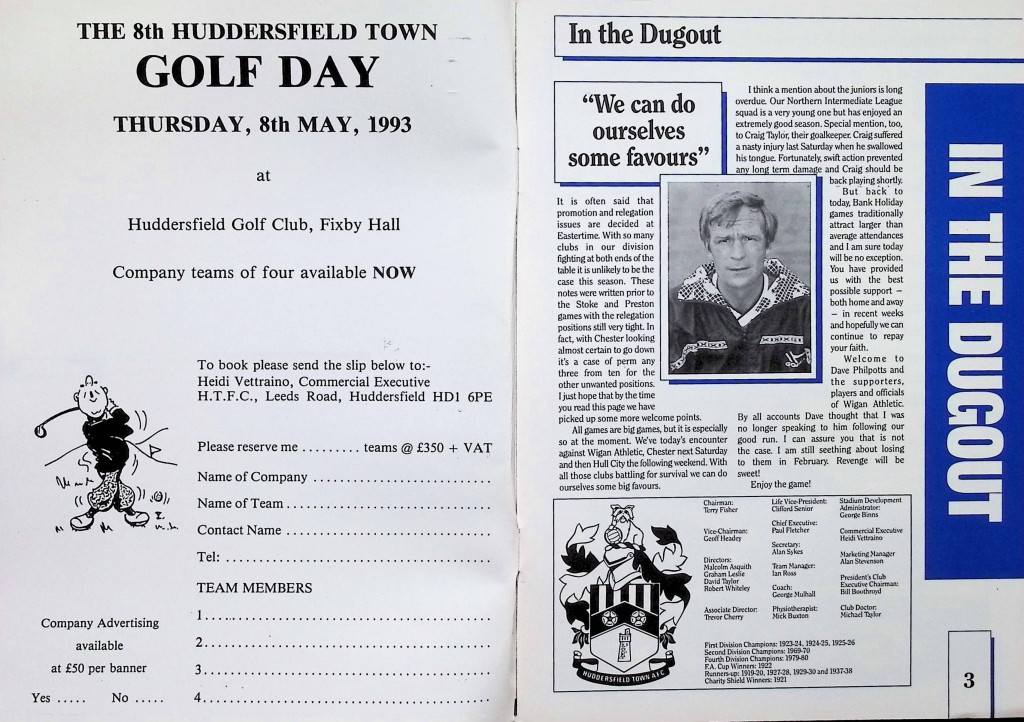 THE 8th HUDDERSFIELD TOWN
GOLF DAY
THURSDAY, 8th MAY, 1993
at
Huddersfield Golf Club, Fixby Hall
Company teams of four available NOW
To book please send the slip below to:-
Heidi Vettraino, Commercial Executive
H.T.F.C., Leeds Road, Huddersfield HD1 6PE
Please reserve me ......... teams @ £350 + VAT
Name of Company ..............................
Name of Team ..............................
Contact Name ..............................
Tel: ..............................
TEAM MEMBERS
1..............................
2..............................
3..............................
4..............................
Company Advertising
available
at £50 per banner
Yes ..... No .....
In the Dugout
"We can do
ourselves
some favours"
It is often said that
promotion and relegation
issues are decided at
Eastertime. With so many
clubs in our division
fighting at both ends of the
table it is unlikely to be the
case this season. These
notes were written prior to
the Stoke and Preston
games with the relegation
positions still very tight. In
fact, with Chester looking
almost certain to go down
it's a case of perm any
three from ten for the
other unwanted positions.
I just hope that by the time
you read this page we have
picked up some more welcome points.
All games are big games, but it is especially
so at the moment. We've today's encounter
against Wigan Athletic, Chester next Saturday
and then Hull City the following weekend. With
all those clubs battling for survival we can do
ourselves some big favours.
I think a mention about the juniors is long
overdue. Our Northern Intermediate League
squad is a very young one but has enjoyed an
extremely good season. Special mention, too,
to Craig Taylor, their goalkeeper. Craig suffered
a nasty injury last Saturday when he swallowed
his tongue. Fortunately, swift action prevented
any long term damage and Craig should be
back playing shortly.
But back to
today, Bank Holiday
games traditionally
attract larger than
average attendances
and I am sure today
will be no exception.
You have provided
us with the best
possible support –
both home and away
– in recent weeks
and hopefully we can
continue to repay
your faith.
Welcome to
Dave Philpotts and
the supporters,
players and officials
of Wigan Athletic.
By all accounts Dave thought that I was
no longer speaking to him following our
good run. I can assure you that is not
the case. I am still seething about losing
to them in February. Revenge will be
sweet!
Enjoy the game!
IN THE DUGOUT
HUDDERSFIELD TOWN A.F.C.
Chairman:
Terry Fisher
Vice-Chairman:
Geoff Headey
Directors:
Malcolm Asquith
Graham Leslie
David Taylor
Robert Whiteley
Associate Director:
Trevor Cherry
Life Vice-President:
Clifford Senior
Chief Executive:
Paul Fletcher
Secretary:
Alan Sykes
Team Manager:
Ian Ross
Coach:
George Mulhall
Physiotherapist:
Mick Buxton
Stadium Development
Administrator:
George Binns
Commercial Executive
Heidi Vettraino
Marketing Manager
Alan Stevenson
President's Club
Executive Chairman:
Bill Boothroyd
Club Doctor:
Michael Taylor
First Division Champions: 1923-24, 1924-25, 1925-26
Second Division Champions: 1969-70
Fourth Division Champions: 1979-80
F.A. Cup Winners: 1922
Runners-up: 1919-20, 1927-28, 1929-30 and 1937-38
Charity Shield Winners: 1921
3